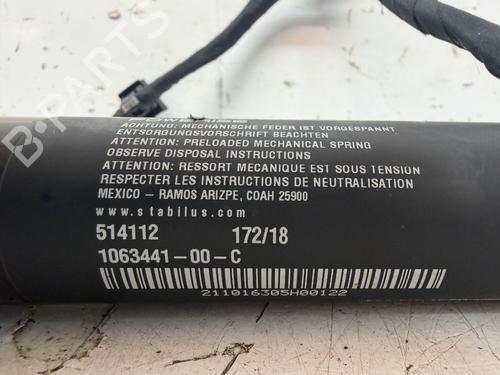 POWERISE
ACHTUNG: MECHANISCHE FEDER IST VORGESPANNT.
ENTSORGUNGSVORSCHRIFT BEACHTEN
ATTENTION: PRELOADED MECHANICAL SPRING
OBSERVE DISPOSAL INSTRUCTIONS
ATTENTION: RESSORT MECANIQUE EST SOUS TENSION
RESPECTER LES INSTRUCTIONS DE NEUTRALISATION
MEXICO – RAMOS ARIZPE, COAH 25900
www.stabilus.com
514112 172/18
1063441-00-C
211016305H00122